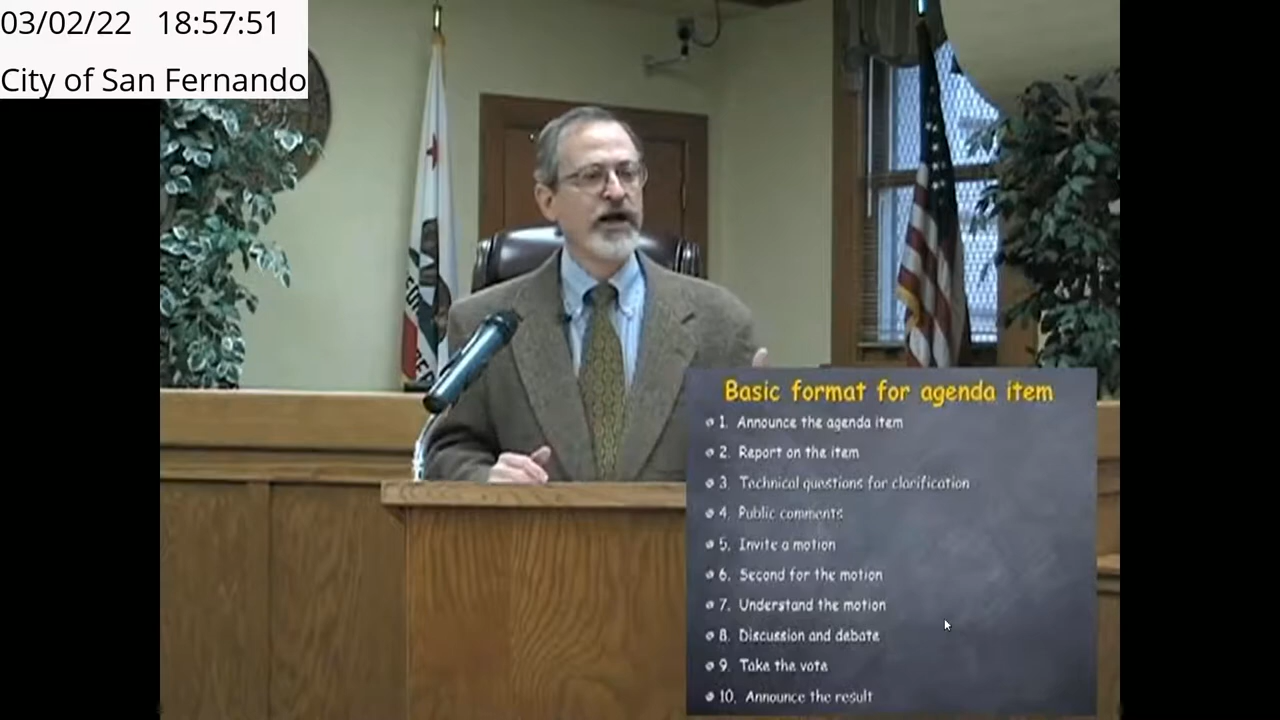 03/02/22 18:57:51
City of San Fernando
Basic format for agenda item
1. Announce the agenda item
2. Report on the item
3. Technical questions for clarification
4. Public comments
5. Invite a motion
6. Second for the motion
7. Understand the motion
8. Discussion and debate
9. Take the vote
10. Announce the result